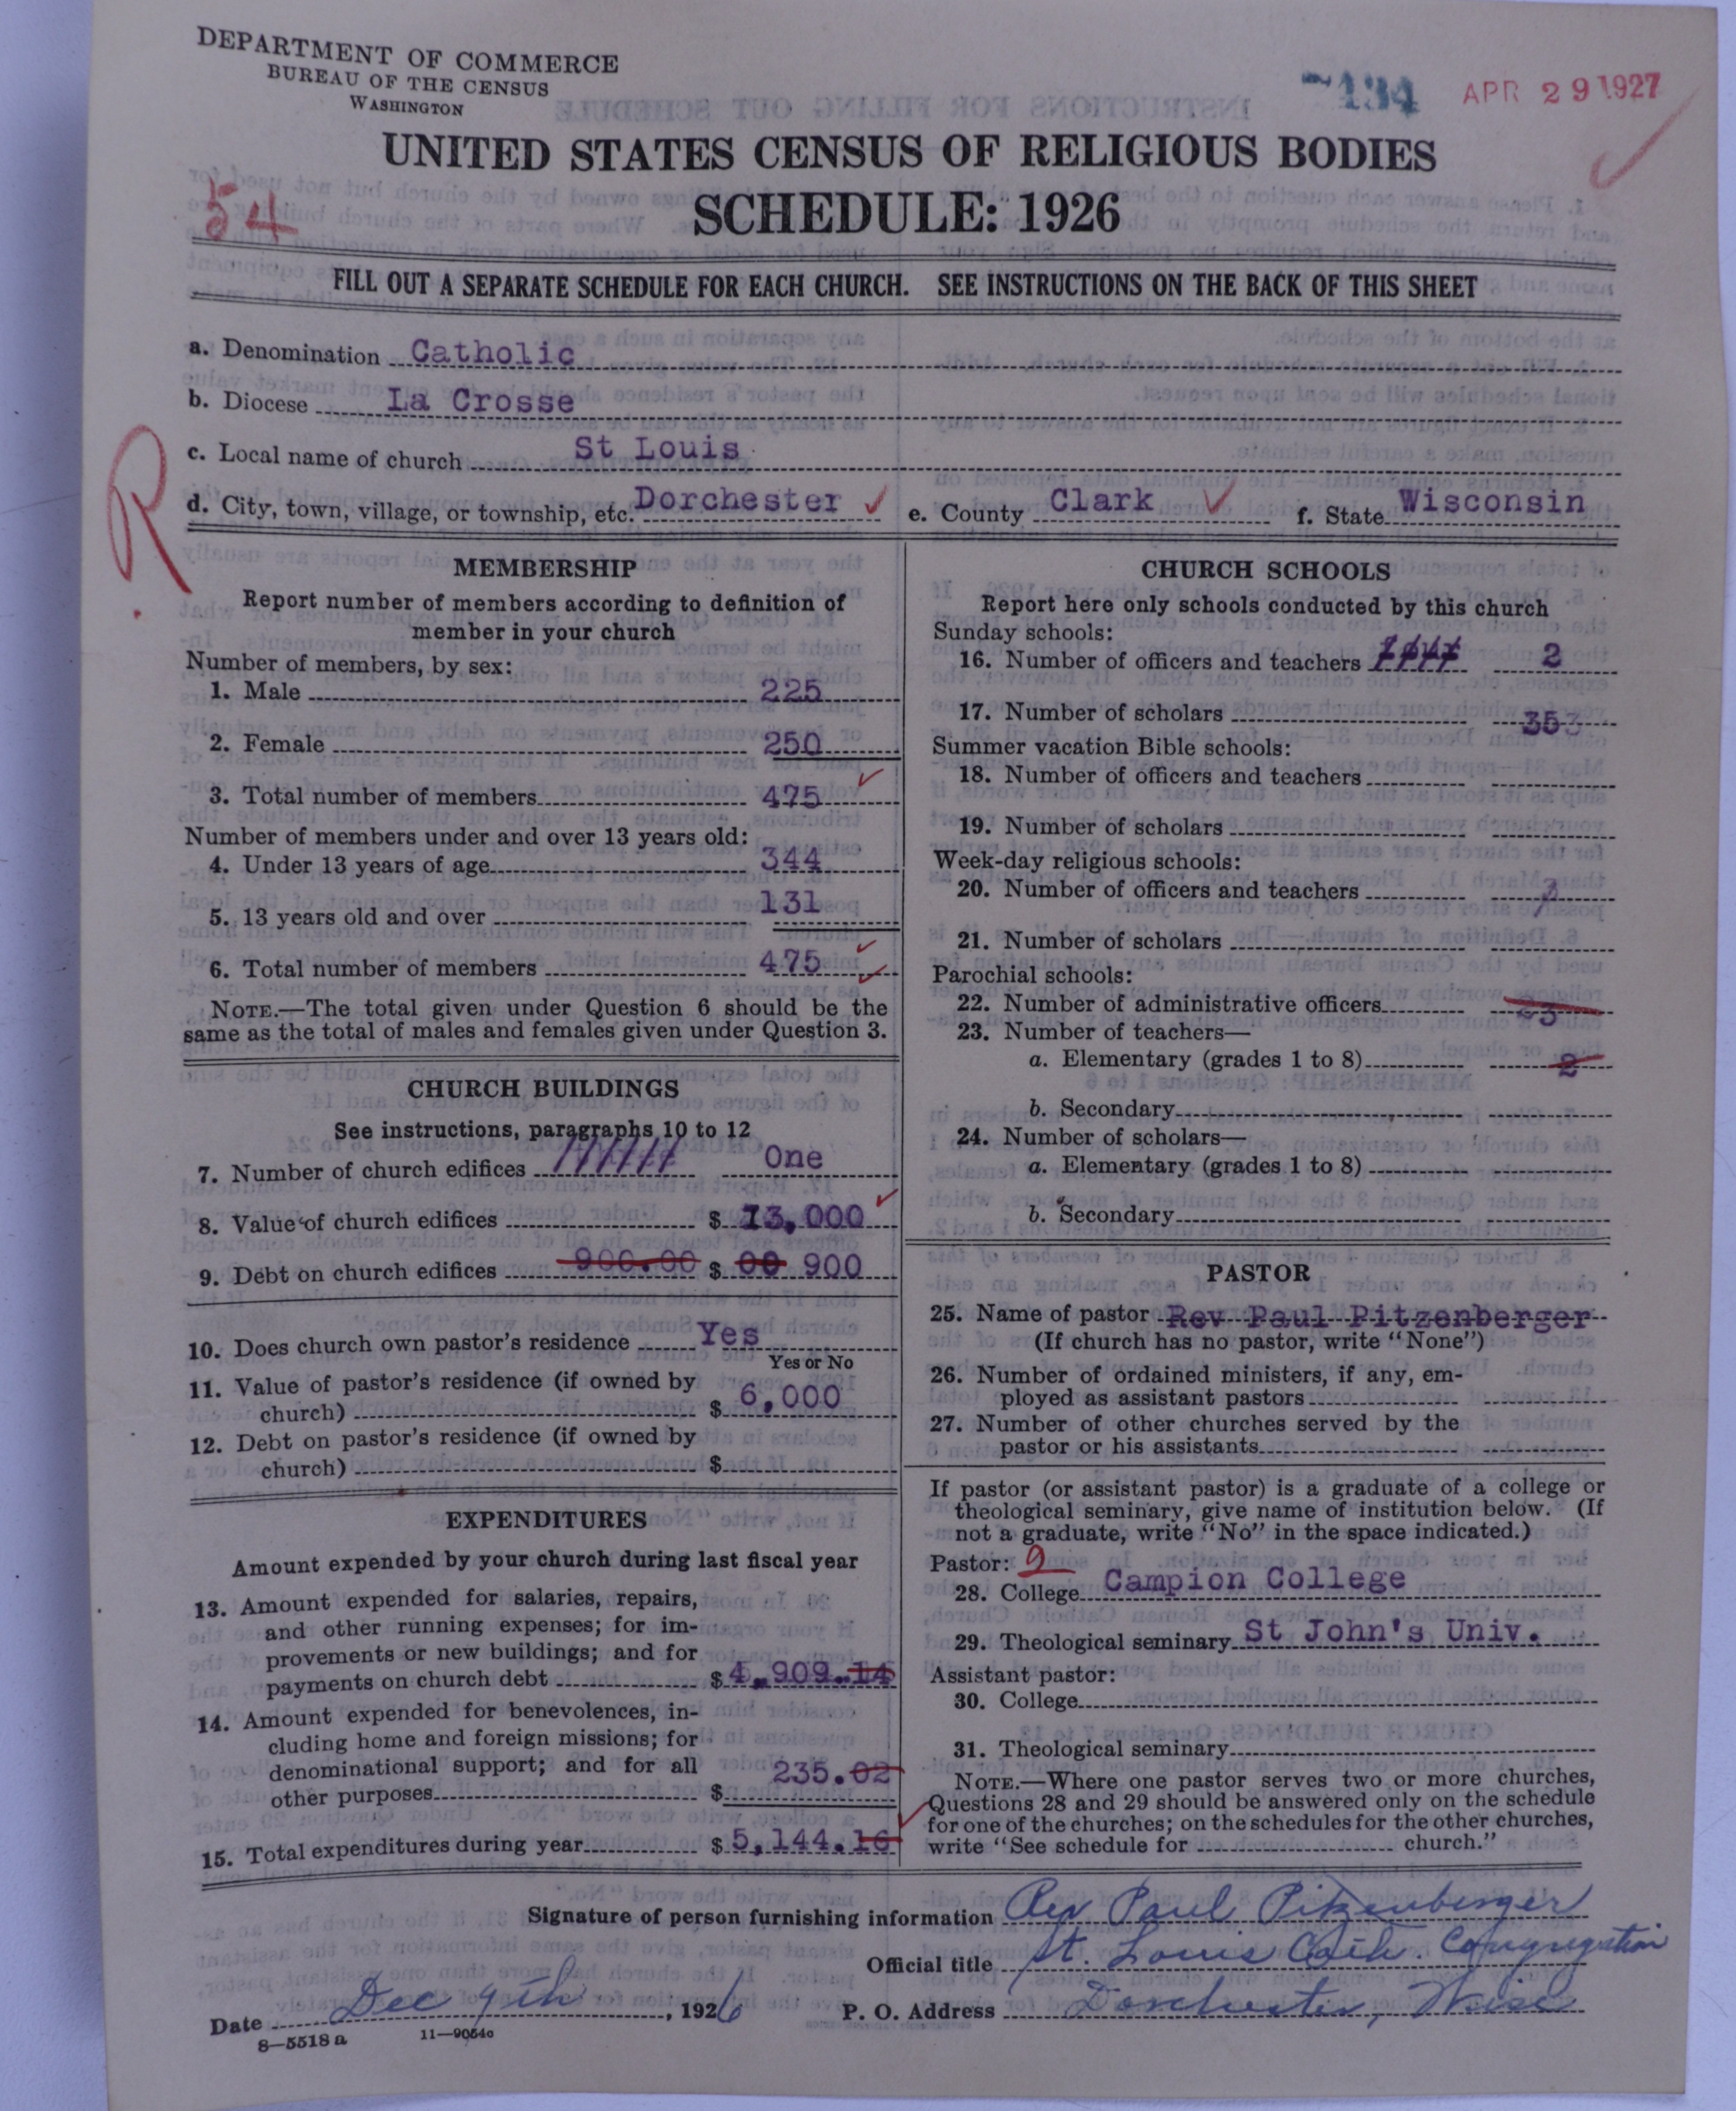 DEPARTMENT OF COMMERCE
BUREAU OF THE CENSUS
WASHINGTON
134 APR 29 1927
UNITED STATES CENSUS OF RELIGIOUS BODIES
54
SCHEDULE: 1926
FILL OUT A SEPARATE SCHEDULE FOR EACH CHURCH. SEE INSTRUCTIONS ON THE BACK OF THIS SHEET
a. Denomination Catholic
b. Diocese La Crosse
c. Local name of church St Louis
R.
d. City, town, village, or township, etc. Dorchester ✓ e. County Clark ✓ f. State Wisconsin
MEMBERSHIP
Report number of members according to definition of
member in your church
Number of members, by sex:
1. Male 225
2. Female 250
3. Total number of members 475
Number of members under and over 13 years old:
4. Under 13 years of age 344
5. 13 years old and over 131
6. Total number of members 475
NOTE.—The total given under Question 6 should be the
same as the total of males and females given under Question 3.
CHURCH BUILDINGS
See instructions, paragraphs 10 to 12
7. Number of church edifices One
8. Value of church edifices $ 13,000
9. Debt on church edifices 900.00 $ 00 900
10. Does church own pastor's residence Yes
Yes or No
11. Value of pastor's residence (if owned by
church) $ 6,000
12. Debt on pastor's residence (if owned by
church) $
EXPENDITURES
Amount expended by your church during last fiscal year
13. Amount expended for salaries, repairs,
and other running expenses; for im-
provements or new buildings; and for
payments on church debt $ 4,909.14
14. Amount expended for benevolences, in-
cluding home and foreign missions; for
denominational support; and for all
other purposes $ 235.02
15. Total expenditures during year $ 5,144.16
CHURCH SCHOOLS
Report here only schools conducted by this church
Sunday schools:
16. Number of officers and teachers 2
17. Number of scholars 353
Summer vacation Bible schools:
18. Number of officers and teachers
19. Number of scholars
Week-day religious schools:
20. Number of officers and teachers
21. Number of scholars
Parochial schools:
22. Number of administrative officers 3
23. Number of teachers—
a. Elementary (grades 1 to 8) 2
b. Secondary
24. Number of scholars—
a. Elementary (grades 1 to 8)
b. Secondary
PASTOR
25. Name of pastor Rev Paul Pitzenberger
(If church has no pastor, write "None")
26. Number of ordained ministers, if any, em-
ployed as assistant pastors
27. Number of other churches served by the
pastor or his assistants
If pastor (or assistant pastor) is a graduate of a college or
theological seminary, give name of institution below. (If
not a graduate, write "No" in the space indicated.)
Pastor: 9
28. College Campion College
29. Theological seminary St John's Univ.
Assistant pastor:
30. College
31. Theological seminary
NOTE.—Where one pastor serves two or more churches,
Questions 28 and 29 should be answered only on the schedule
for one of the churches; on the schedules for the other churches,
write "See schedule for church."
Signature of person furnishing information Rev Paul Pitzenberger
Official title St. Louis Cath. Congregation
Date Dec 9th, 1926 P. O. Address Dorchester, Wisc
8—5518 a 11—9054c